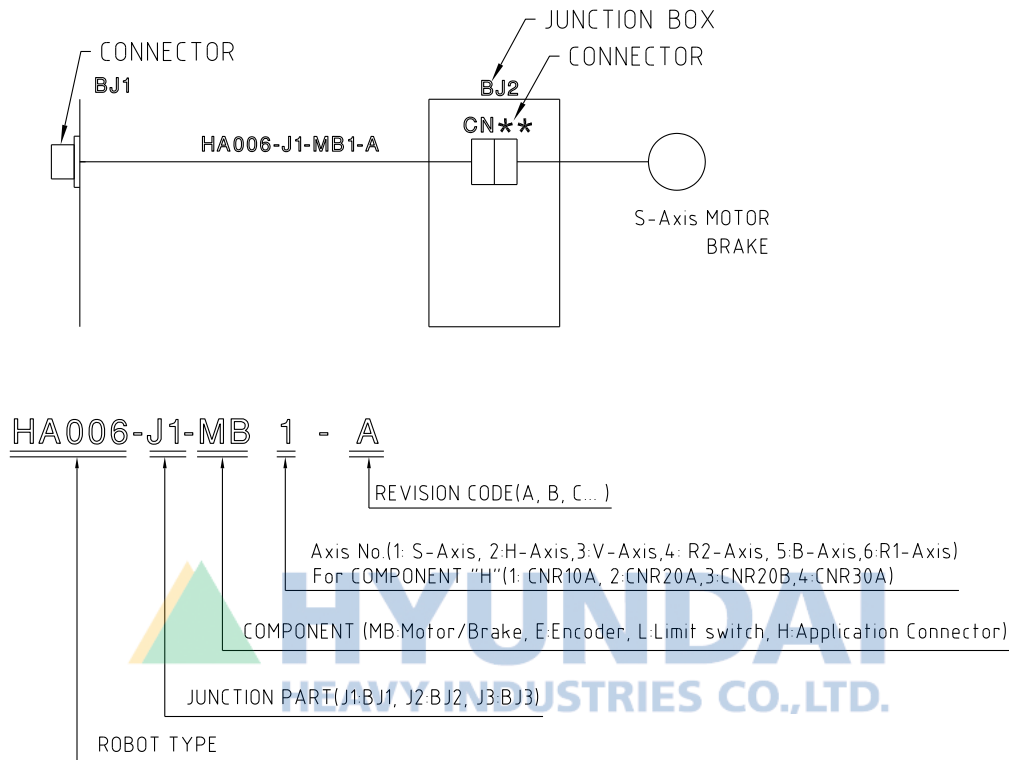 JUNCTION BOX
CONNECTOR
CONNECTOR
BJ1
BJ2
CN**
HA006-J1-MB1-A
S-Axis MOTOR
BRAKE
HA006-J1-MB 1 - A
REVISION CODE(A, B, C... )
Axis No.(1: S-Axis, 2:H-Axis,3:V-Axis,4: R2-Axis, 5:B-Axis,6:R1-Axis)
For COMPONENT "H"(1: CNR10A, 2:CNR20A,3:CNR20B,4:CNR30A)
HYUNDAI
COMPONENT (MB:Motor/Brake, E:Encoder, L:Limit switch, H:Application Connector)
HEAVY INDUSTRIES CO.,LTD.
JUNCTION PART(J1:BJ1, J2:BJ2, J3:BJ3)
ROBOT TYPE